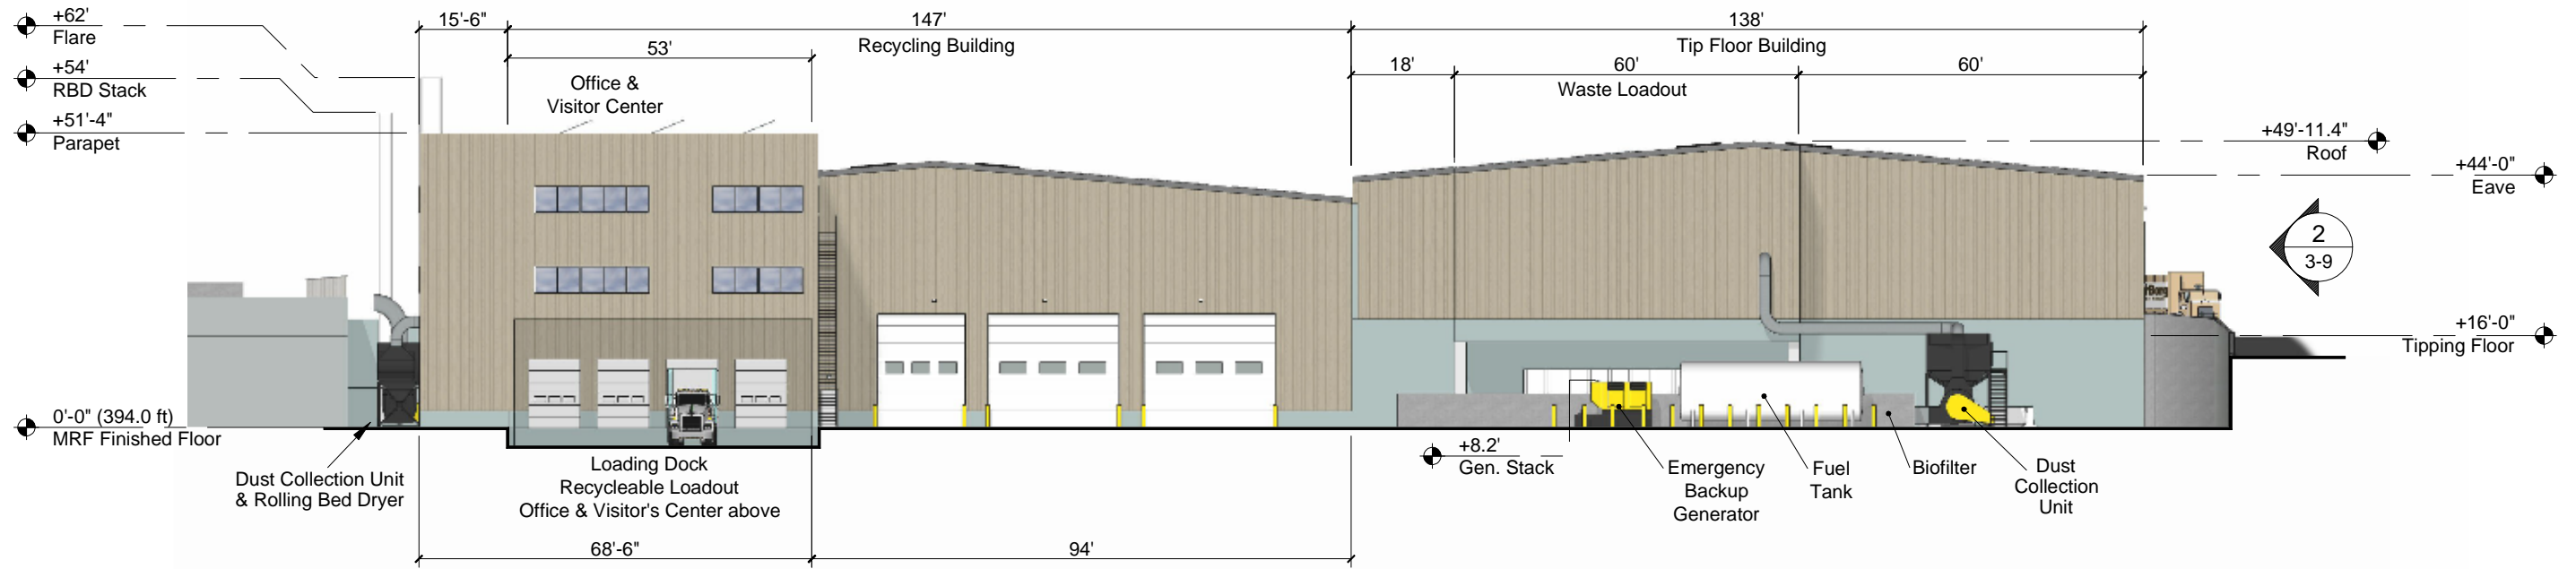 +62'
Flare
+54'
RBD Stack
+51'-4"
Parapet
0'-0" (394.0 ft)
MRF Finished Floor
15'-6"
147'
Recycling Building
53'
Office &
Visitor Center
138'
Tip Floor Building
18'
60'
Waste Loadout
60'
+49'-11.4"
Roof
+44'-0"
Eave
2
3-9
+16'-0"
Tipping Floor
Dust Collection Unit
& Rolling Bed Dryer
Loading Dock
Recycleable Loadout
Office & Visitor's Center above
+8.2'
Gen. Stack
Emergency
Backup
Generator
Fuel
Tank
Biofilter
Dust
Collection
Unit
68'-6"
94'